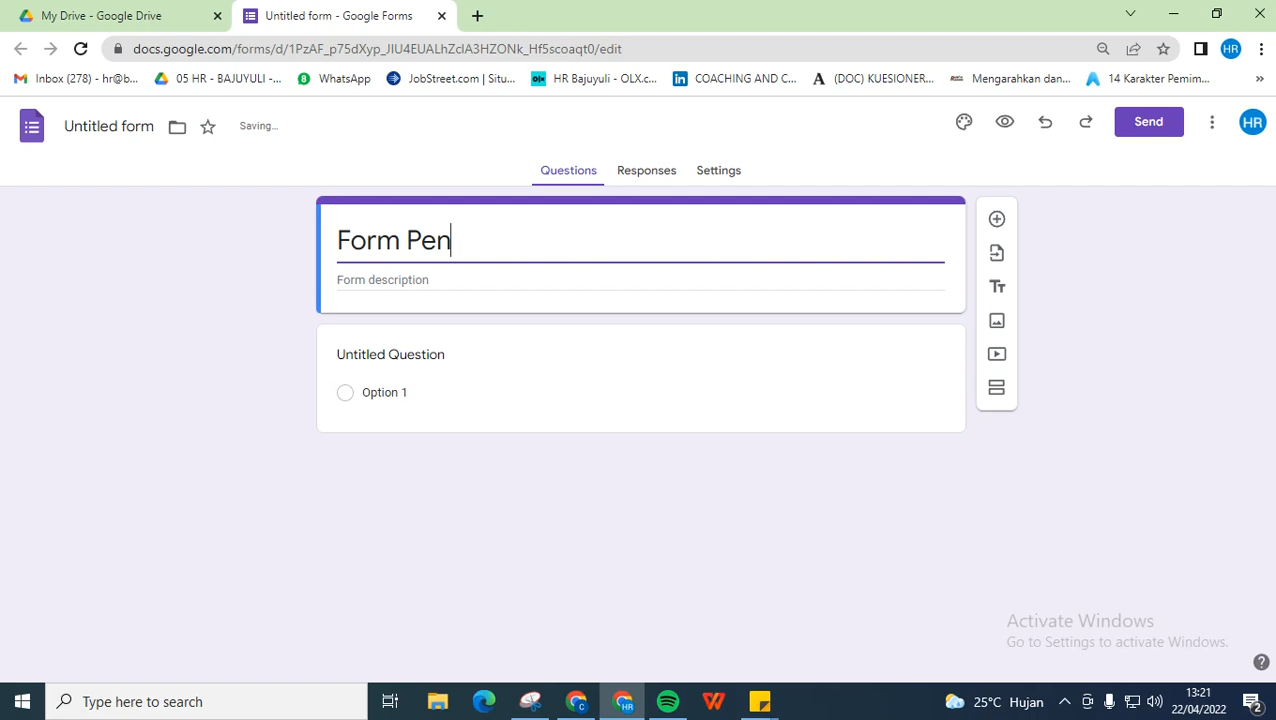 My Drive - Google Drive
Untitled form - Google Forms
docs.google.com/forms/d/1PzAF_p75dXyp_JIU4EUALhZclA3HZONk_Hf5scoaqt0/edit
HR
Inbox (278) - hr@b...
05 HR - BAJUYULI -...
WhatsApp
JobStreet.com | Situ...
HR Bajuyuli - OLX.c...
COACHING AND C...
(DOC) KUESIONER...
Mengarahkan dan...
14 Karakter Pemim...
»
Untitled form
Saving...
Send
HR
Questions
Responses
Settings
Form Pen
Form description
Untitled Question
Option 1
Activate Windows
Go to Settings to activate Windows.
Type here to search
25°C Hujan
13:21
22/04/2022
2